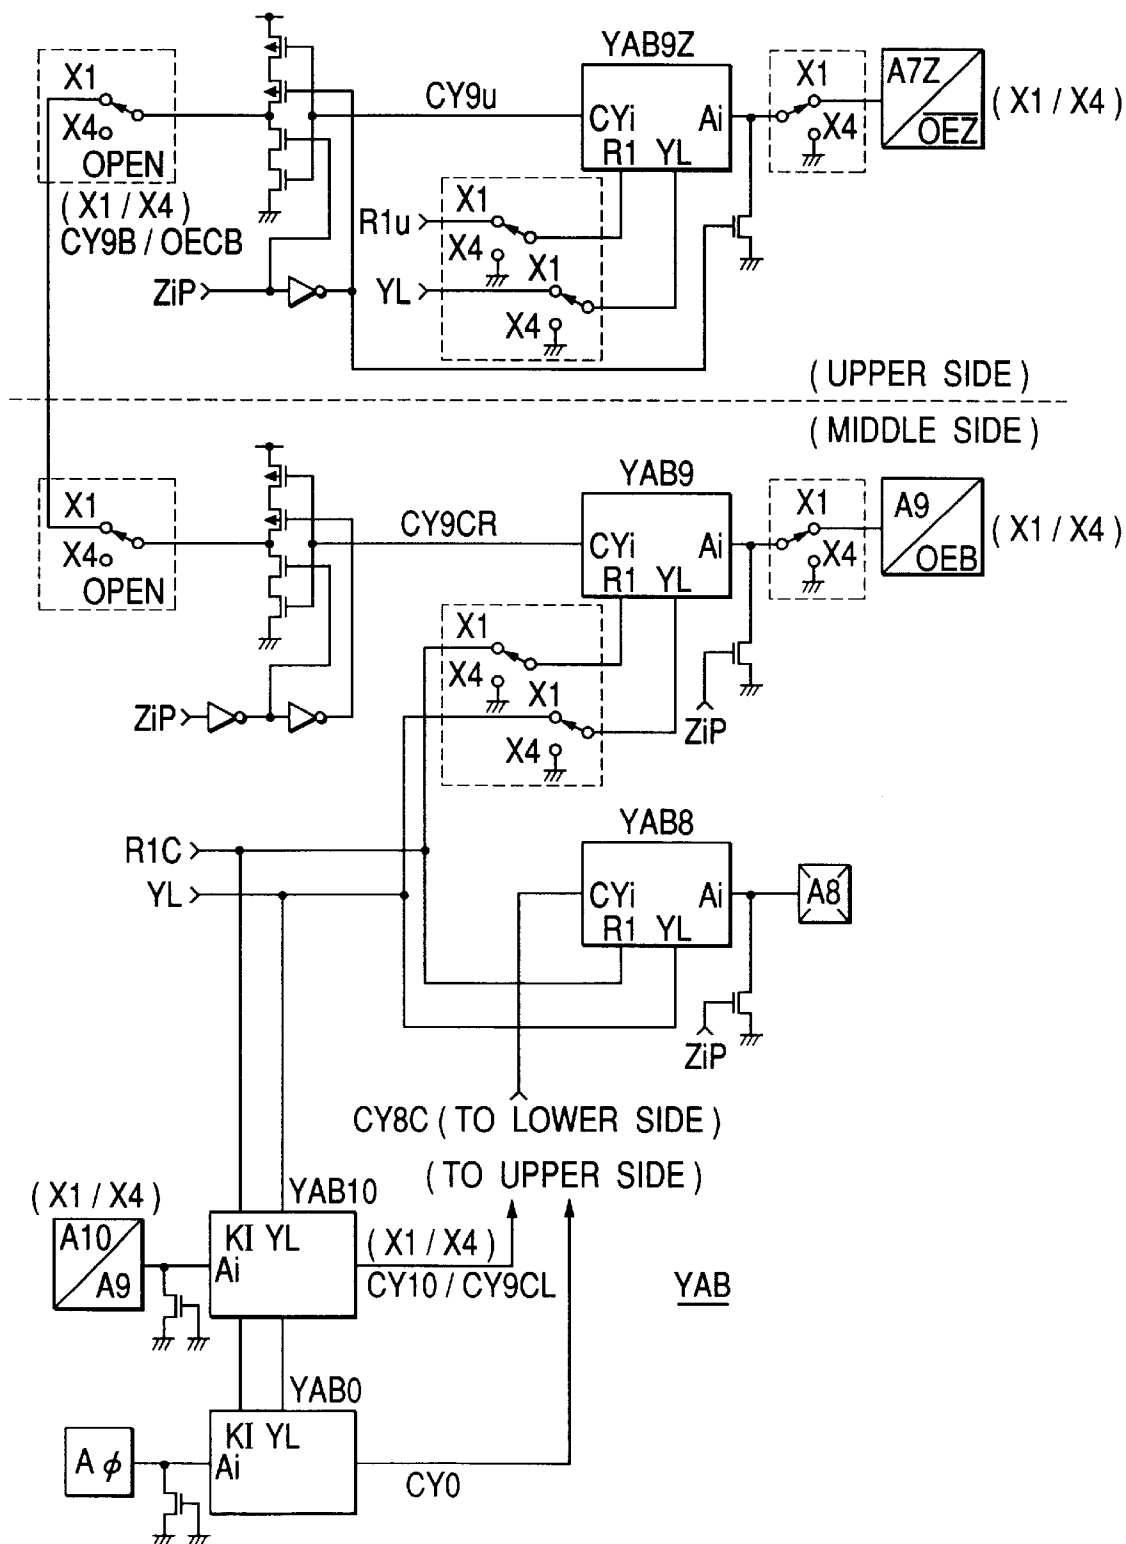 YAB9Z
X1
X4
OPEN
( X1 / X4 )
CY9B / OECB
CY9u
CYi Ai
R1 YL
X1
X4
A7Z
OEZ
( X1 / X4 )
R1u
X1
X4
X1
X4
ZiP
YL
( UPPER SIDE )
( MIDDLE SIDE )
YAB9
X1
X4
OPEN
CY9CR
CYi Ai
R1 YL
X1
X4
A9
OEB
( X1 / X4 )
X1
X4
X1
X4
ZiP
ZiP
YAB8
R1C
YL
CYi Ai
R1 YL
A8
ZiP
CY8C ( TO LOWER SIDE )
( TO UPPER SIDE )
( X1 / X4 )
YAB10
A10
A9
KI YL
Ai
( X1 / X4 )
CY10 / CY9CL
YAB
YAB0
A ϕ
KI YL
Ai
CY0